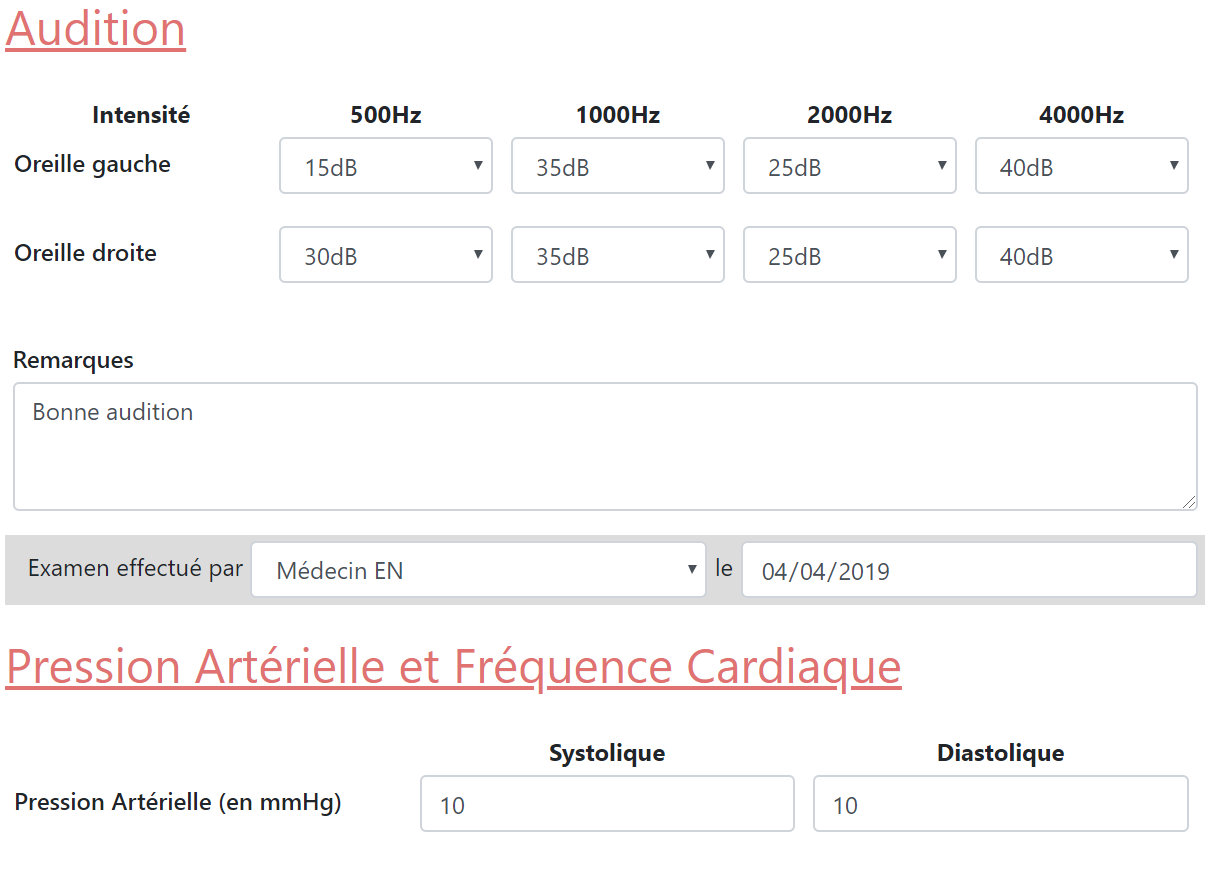 Audition
Intensité 500Hz 1000Hz 2000Hz 4000Hz
Oreille gauche 15dB 35dB 25dB 40dB
Oreille droite 30dB 35dB 25dB 40dB
Remarques
Bonne audition
Examen effectué par Médecin EN le 04/04/2019
Pression Artérielle et Fréquence Cardiaque
Systolique Diastolique
Pression Artérielle (en mmHg) 10 10